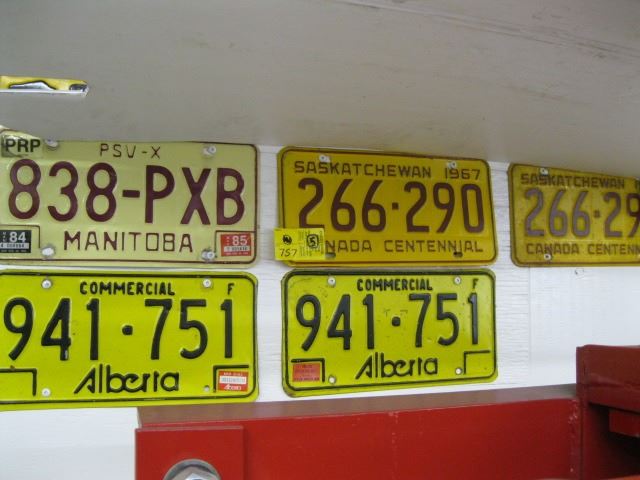 PRP
PSV-X
838-PXB
84
85
MANITOBA
SASKATCHEWAN 1967
266·290
757
CANADA CENTENNIAL
SASKATCHEWAN
266·29
CANADA CENTENN
COMMERCIAL F
941·751
Alberta
COMMERCIAL F
941·751
Alberta